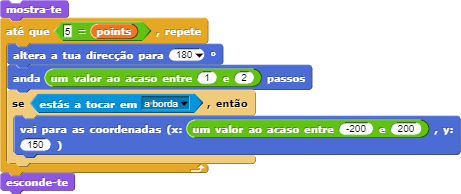 mostra-te
até que 5 = points , repete
altera a tua direcção para 180 °
anda um valor ao acaso entre 1 e 2 passos
se estás a tocar em a borda , então
vai para as coordenadas (x: um valor ao acaso entre -200 e 200 , y:
150 )
esconde-te